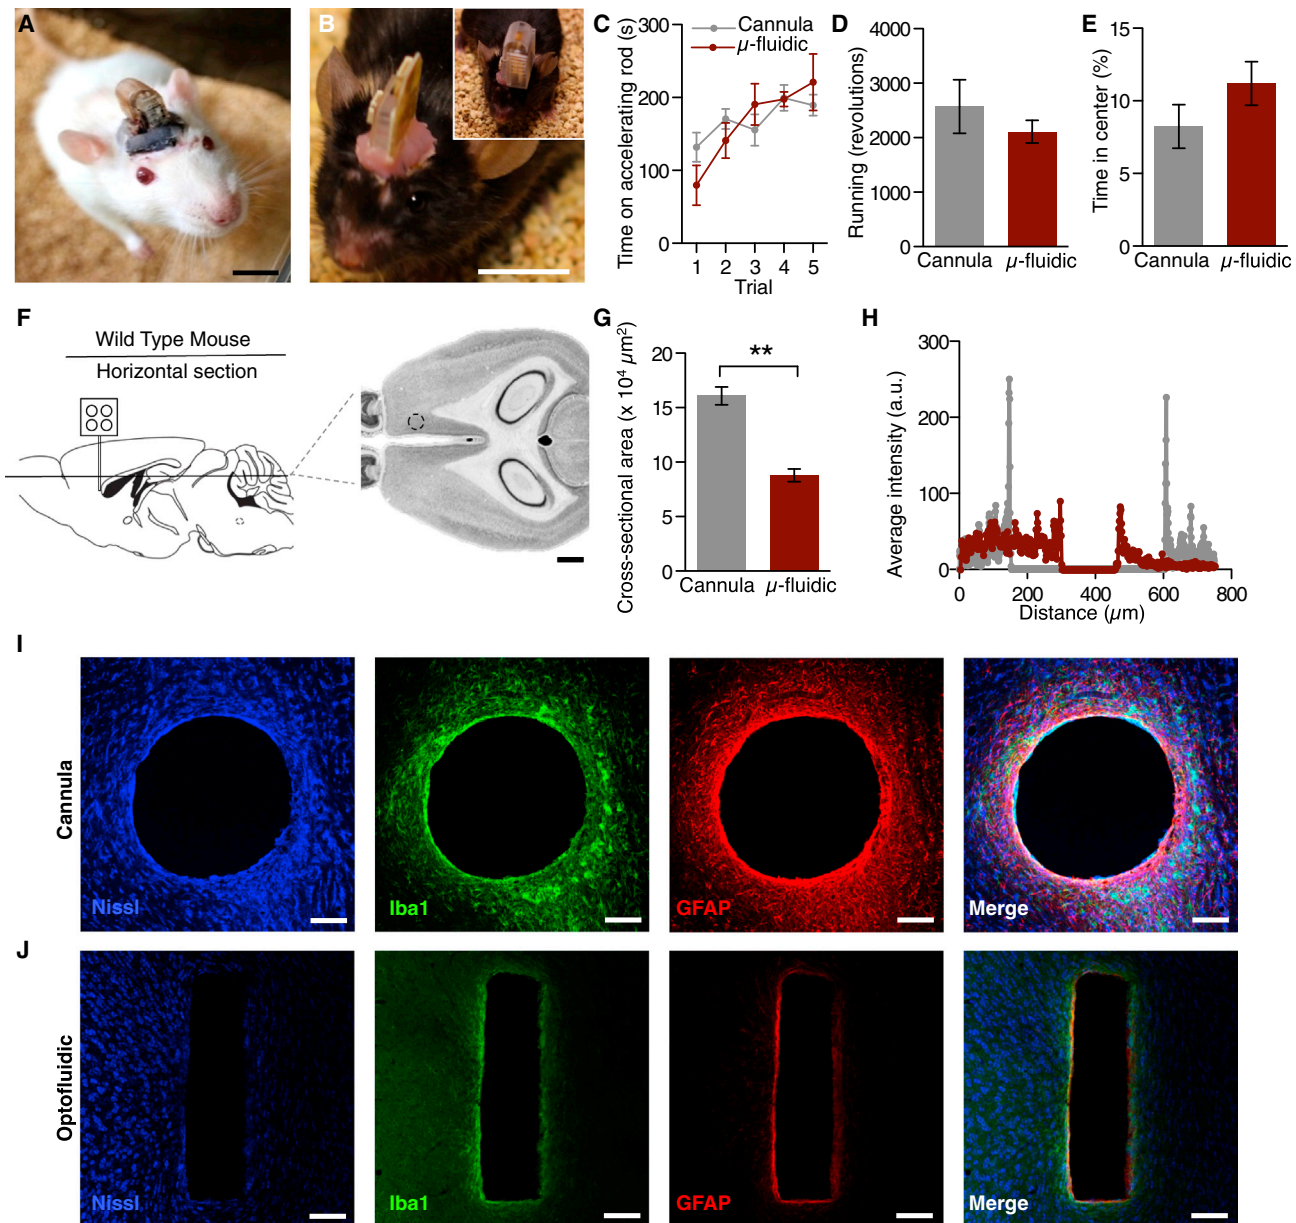 A
B
C
Time on accelerating rod (s)
300
200
100
0
Cannula
µ-fluidic
1 2 3 4 5
Trial
D
Running (revolutions)
4000
3000
2000
1000
0
Cannula µ-fluidic
E
Time in center (%)
15
10
5
0
Cannula µ-fluidic
F
Wild Type Mouse
Horizontal section
G
Cross-sectional area (x 10⁴ µm²)
20
15
10
5
0
**
Cannula µ-fluidic
H
Average intensity (a.u.)
300
200
100
0
0 200 400 600 800
Distance (µm)
I
Cannula
Nissl
Iba1
GFAP
Merge
J
Optofluidic
Nissl
Iba1
GFAP
Merge